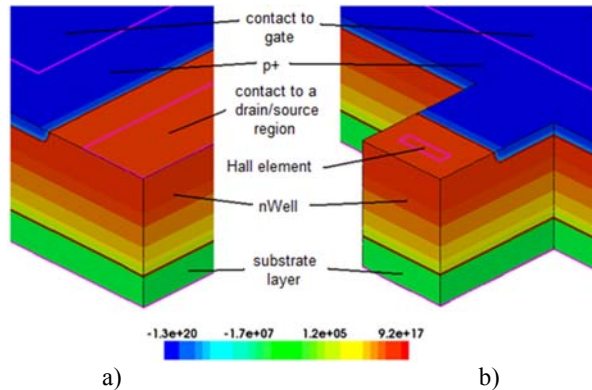 contact to
gate
p+
contact to a
drain/source
region
Hall element
nWell
substrate
layer
-1.3e+20 -1.7e+07 1.2e+05 9.2e+17
a) b)